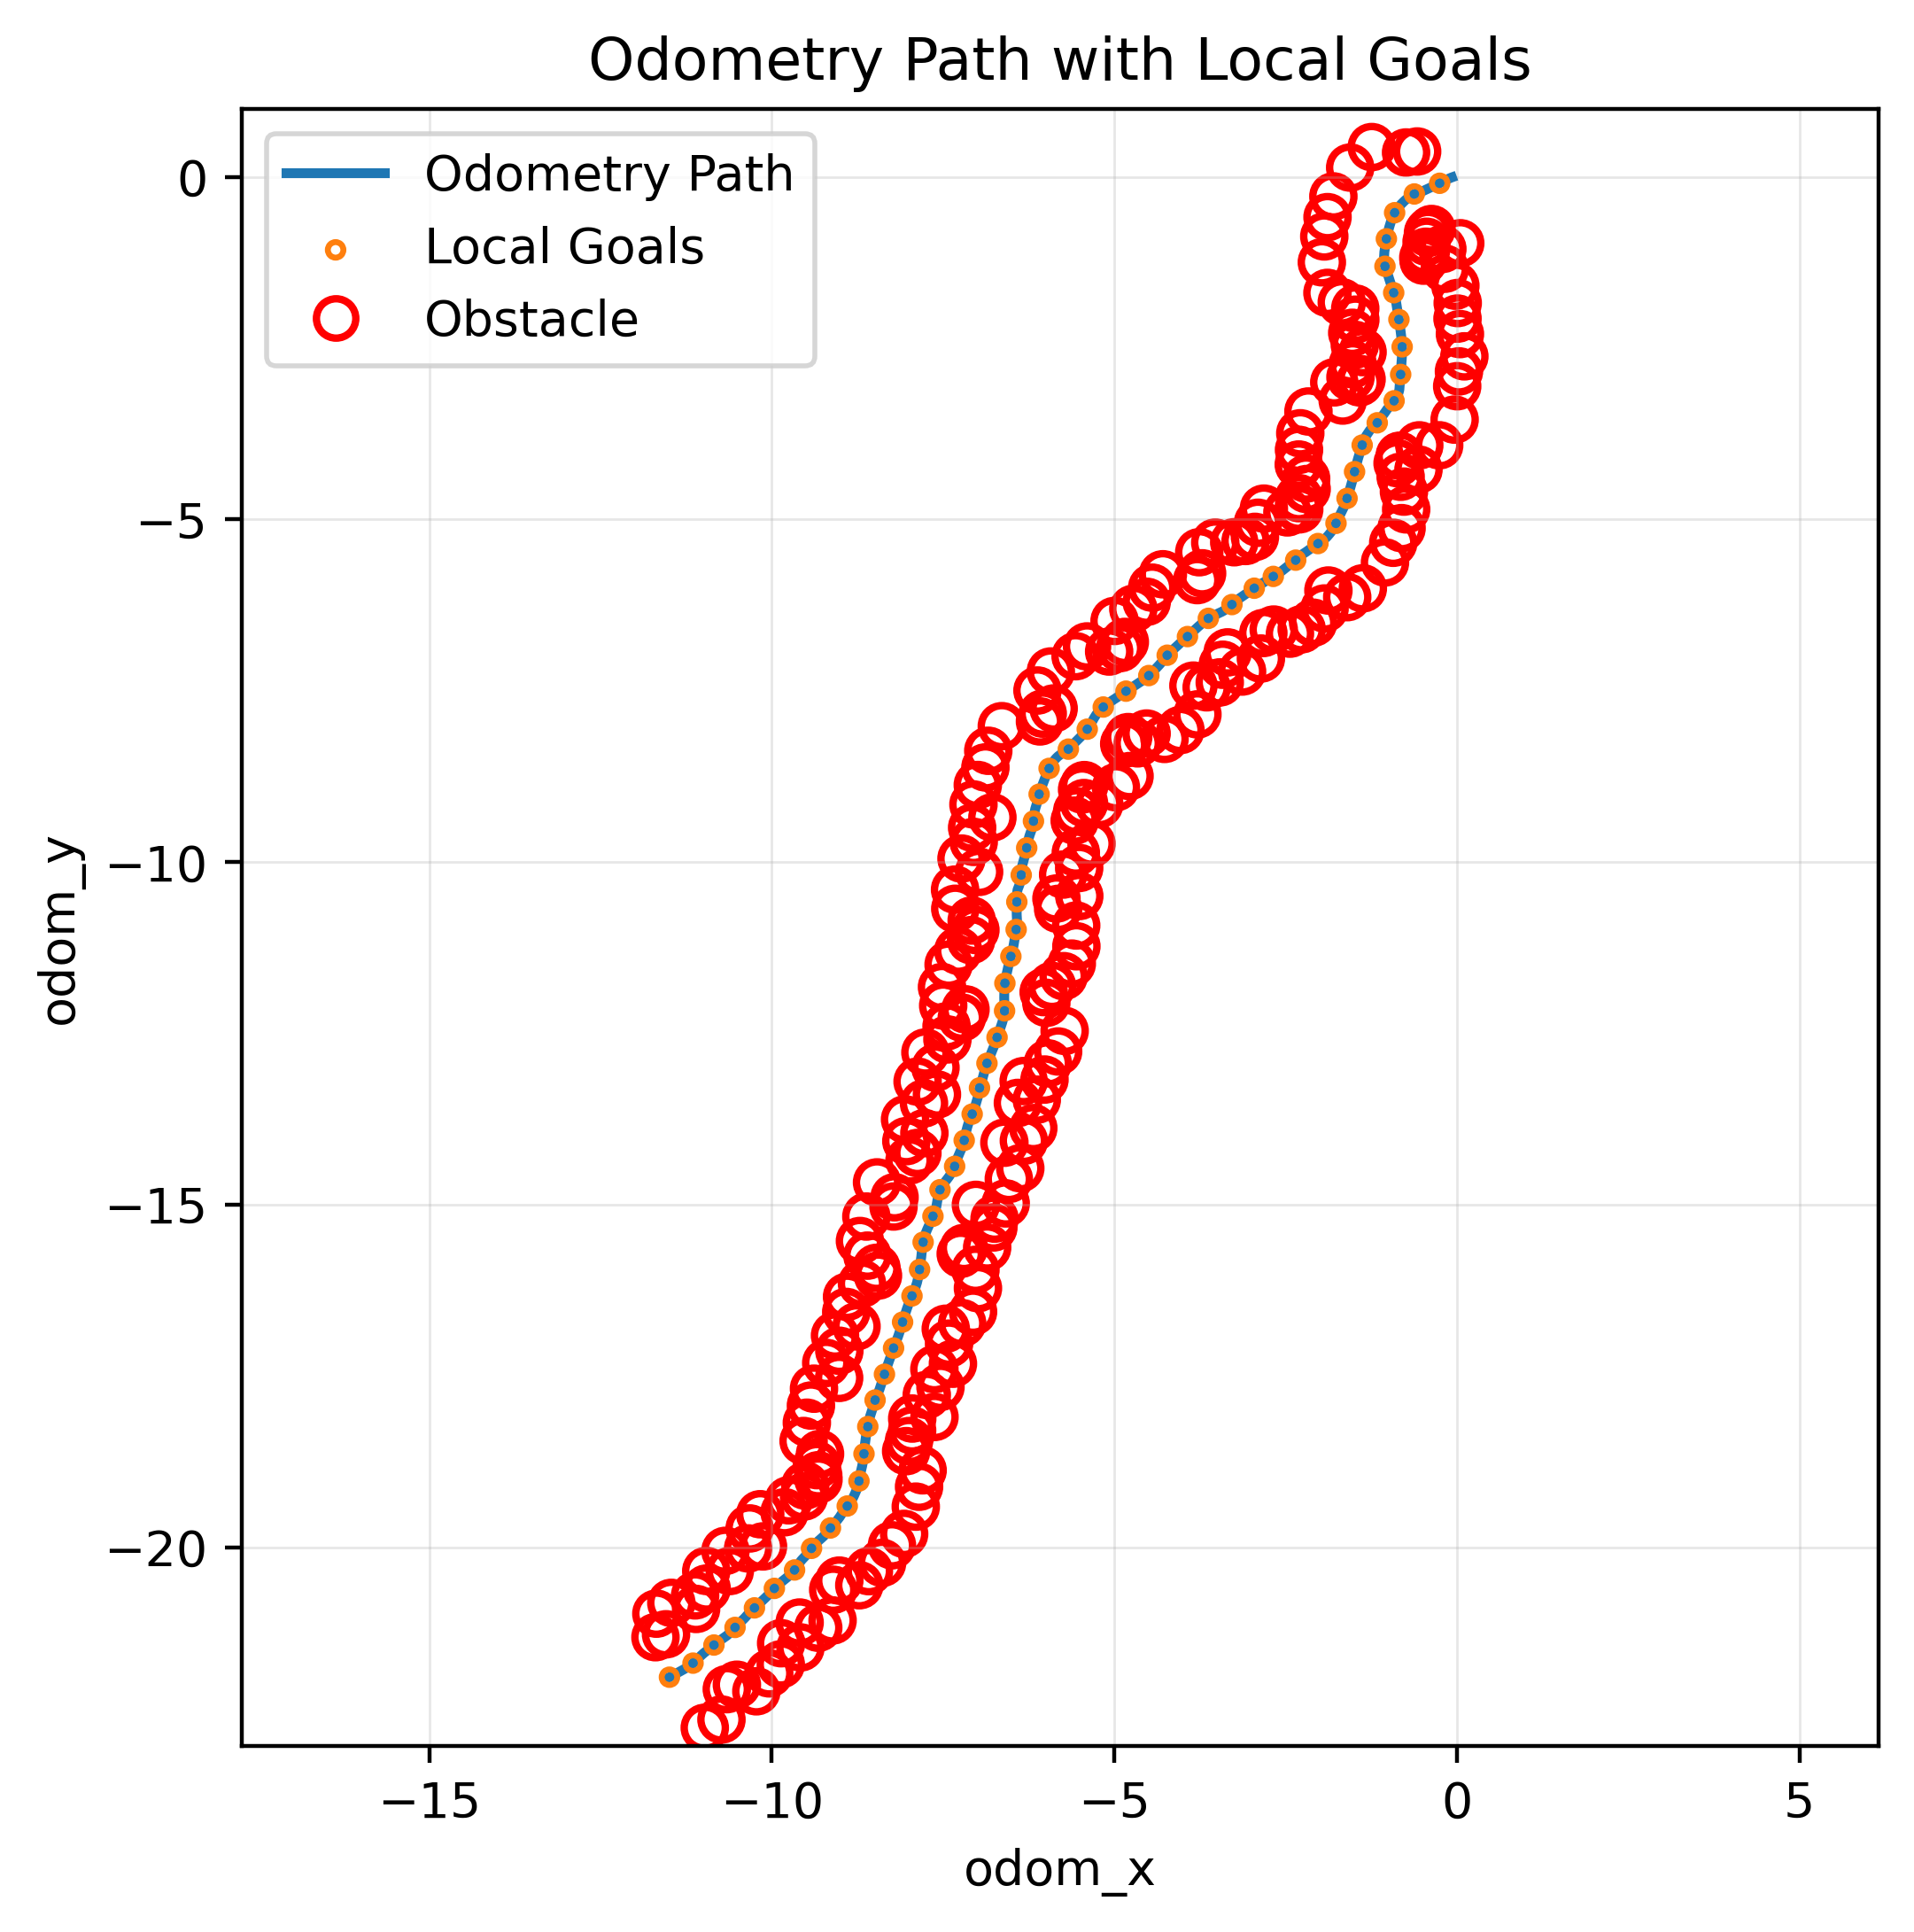 Odometry Path with Local Goals
Odometry Path
Local Goals
Obstacle
0
−5
−10
−15
−20
odom_y
−15
−10
−5
0
5
odom_x